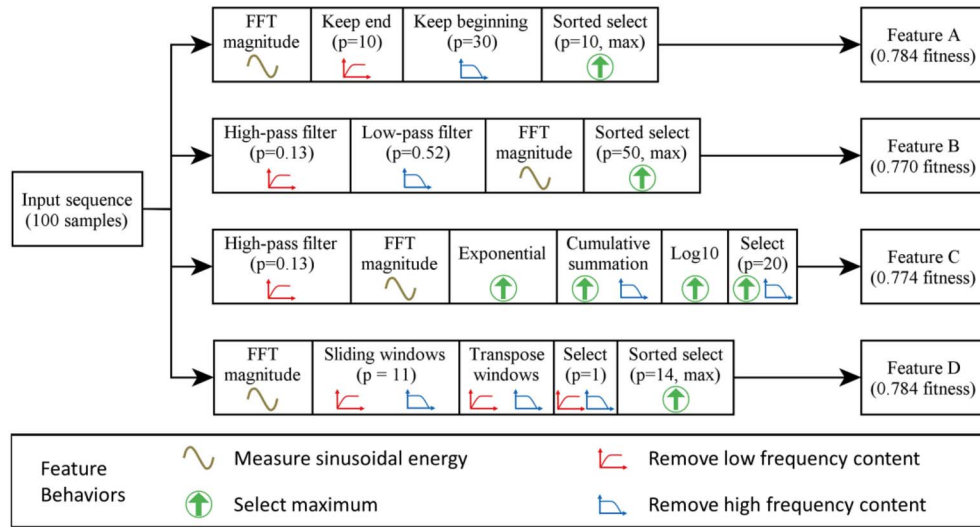 FFT
magnitude
Keep end
(p=10)
Keep beginning
(p=30)
Sorted select
(p=10, max)
Feature A
(0.784 fitness)
High-pass filter
(p=0.13)
Low-pass filter
(p=0.52)
FFT
magnitude
Sorted select
(p=50, max)
Feature B
(0.770 fitness)
Input sequence
(100 samples)
High-pass filter
(p=0.13)
FFT
magnitude
Exponential
Cumulative
summation
Log10
Select
(p=20)
Feature C
(0.774 fitness)
FFT
magnitude
Sliding windows
(p = 11)
Transpose
windows
Select
(p=1)
Sorted select
(p=14, max)
Feature D
(0.784 fitness)
Feature
Behaviors
Measure sinusoidal energy
Select maximum
Remove low frequency content
Remove high frequency content